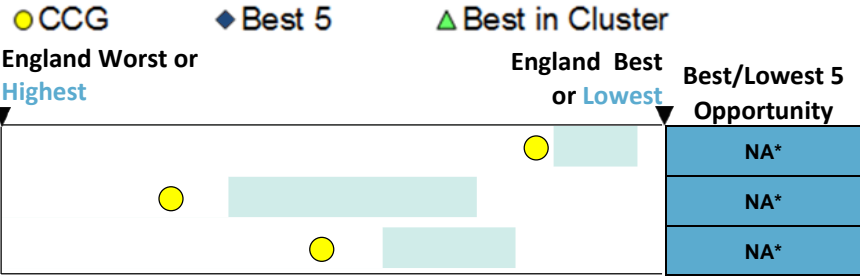 CCG Best 5 Best in Cluster
England Worst or
Highest
England Best
or Lowest
Best/Lowest 5
Opportunity
NA*
NA*
NA*